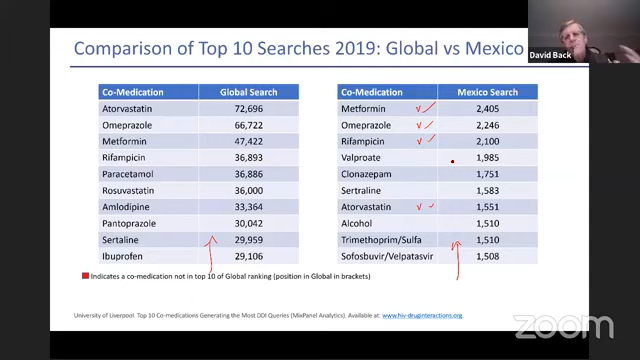 Comparison of Top 10 Searches 2019: Global vs Mexico
David Back
Co-Medication Global Search
Atorvastatin 72,696
Omeprazole 66,722
Metformin 47,422
Rifampicin 36,893
Paracetamol 36,886
Rosuvastatin 36,000
Amlodipine 33,364
Pantoprazole 30,042
Sertaline 29,959
Ibuprofen 29,106
Co-Medication Mexico Search
Metformin 2,405
Omeprazole 2,246
Rifampicin 2,100
Valproate 1,985
Clonazepam 1,751
Sertraline 1,583
Atorvastatin 1,551
Alcohol 1,510
Trimethoprim/Sulfa 1,510
Sofosbuvir/Velpatasvir 1,508
Indicates a co-medication not in top 10 of Global ranking (position in Global in brackets)
University of Liverpool. Top 10 Co-medications Generating the Most DDI Queries (MixPanel Analytics). Available at: www.hiv-druginteractions.org.
zoom